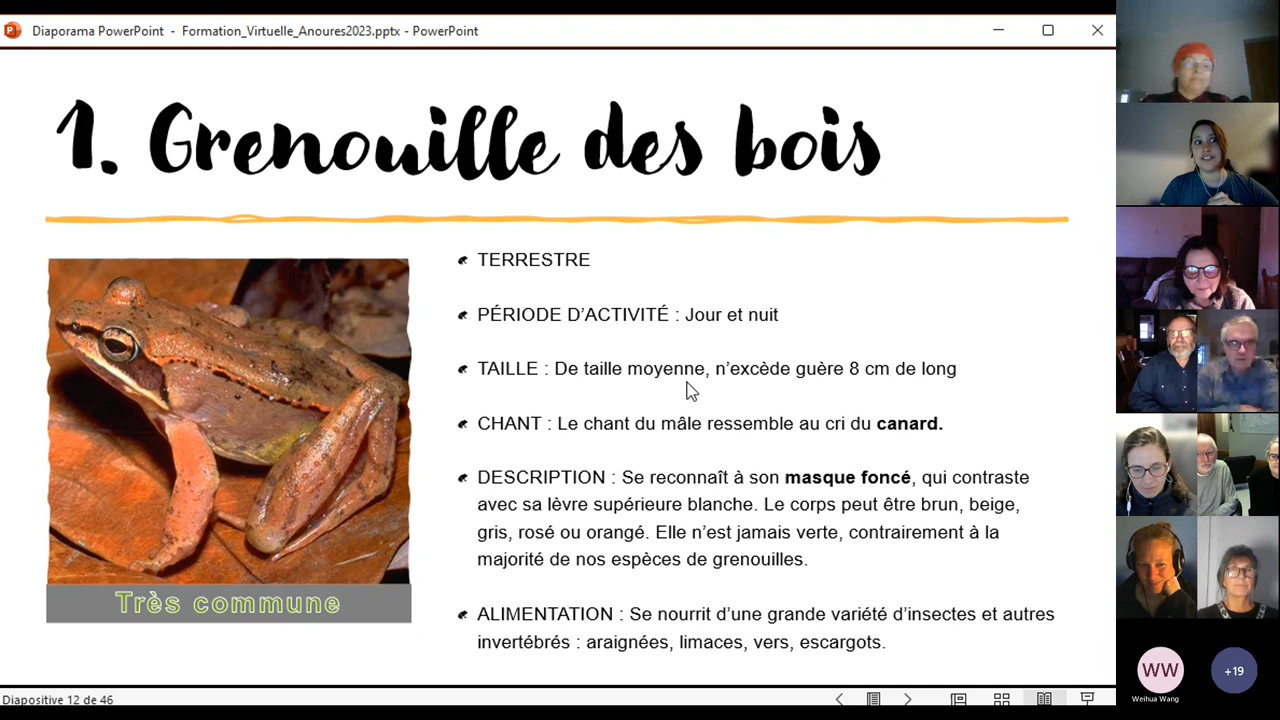 Diaporama PowerPoint - Formation_Virtuelle_Anoures2023.pptx - PowerPoint
1. Grenouille des bois
TERRESTRE
PÉRIODE D’ACTIVITÉ : Jour et nuit
TAILLE : De taille moyenne, n’excède guère 8 cm de long
CHANT : Le chant du mâle ressemble au cri du canard.
DESCRIPTION : Se reconnaît à son masque foncé, qui contraste
avec sa lèvre supérieure blanche. Le corps peut être brun, beige,
gris, rosé ou orangé. Elle n’est jamais verte, contrairement à la
majorité de nos espèces de grenouilles.
ALIMENTATION : Se nourrit d’une grande variété d’insectes et autres
invertébrés : araignées, limaces, vers, escargots.
Très commune
Diapositive 12 de 46
WW
Weihua Wang
+19